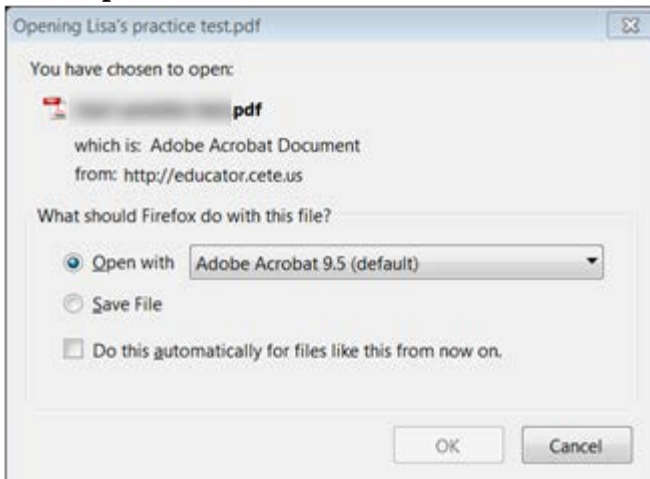 Opening Lisa's practice test.pdf
You have chosen to open:
pdf
which is: Adobe Acrobat Document
from: http://educator.cete.us
What should Firefox do with this file?
Open with Adobe Acrobat 9.5 (default)
Save File
Do this automatically for files like this from now on.
OK Cancel